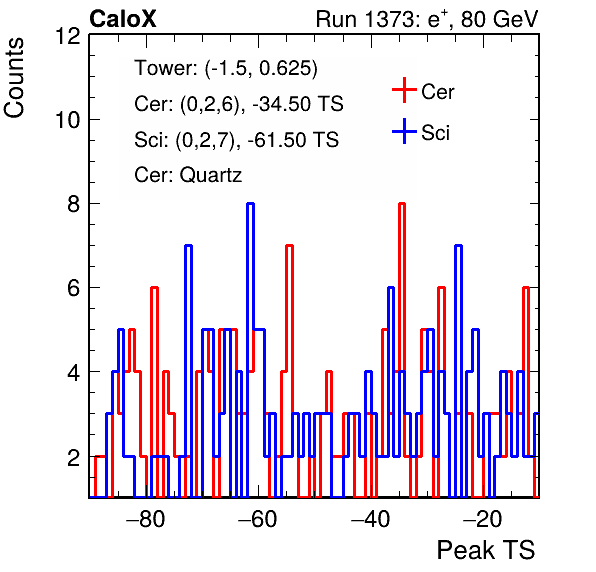 CaloX Run 1373: e⁺, 80 GeV
Counts
12
10
8
6
4
2
Tower: (-1.5, 0.625)
Cer: (0,2,6), -34.50 TS
Sci: (0,2,7), -61.50 TS
Cer: Quartz
Cer
Sci
−80 −60 −40 −20
Peak TS